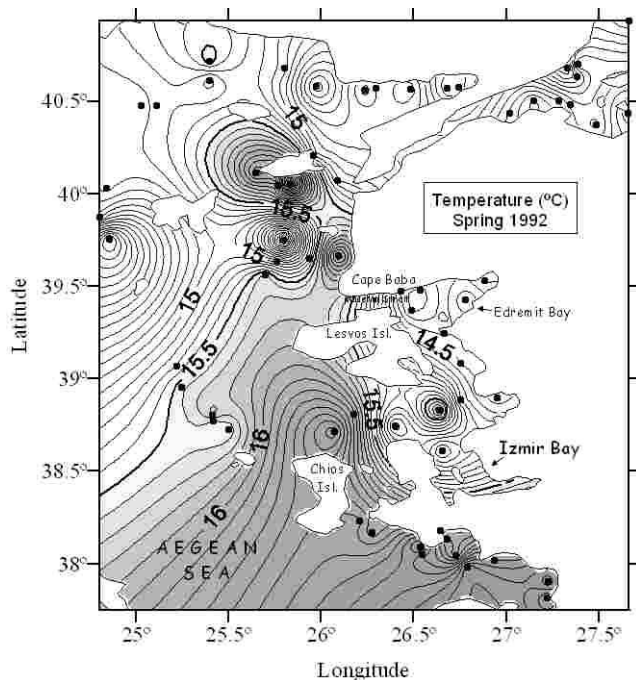 40.5°
40°
39.5°
39°
38.5°
38°
Latitude
15
15.5
Temperature (ºC)
Spring 1992
15
15
Cape Baba
Edremit Bay
Lesvos Isl.
14.5
15.5
15.5
16
Izmir Bay
Chios
Isl.
16
AEGEAN
SEA
25°
25.5°
26°
26.5°
27°
27.5°
Longitude